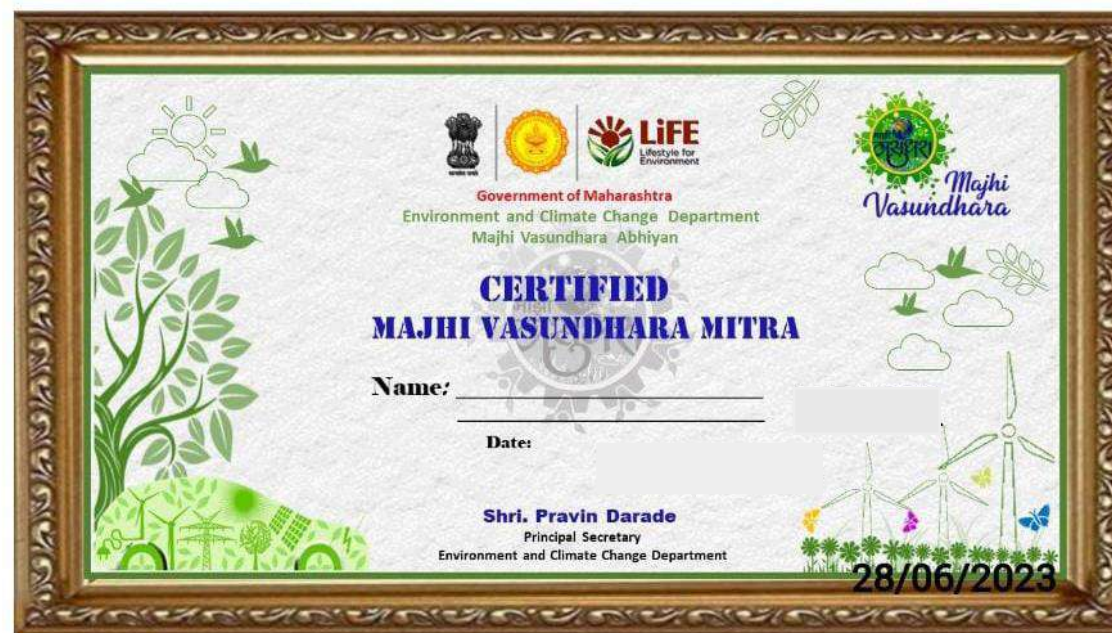 LiFE
Lifestyle for
Environment
Government of Maharashtra
Environment and Climate Change Department
Majhi Vasundhara Abhiyan
Majhi
Vasundhara
CERTIFIED
MAJHI VASUNDHARA MITRA
Name:
Date:
Shri. Pravin Darade
Principal Secretary
Environment and Climate Change Department
28/06/2023